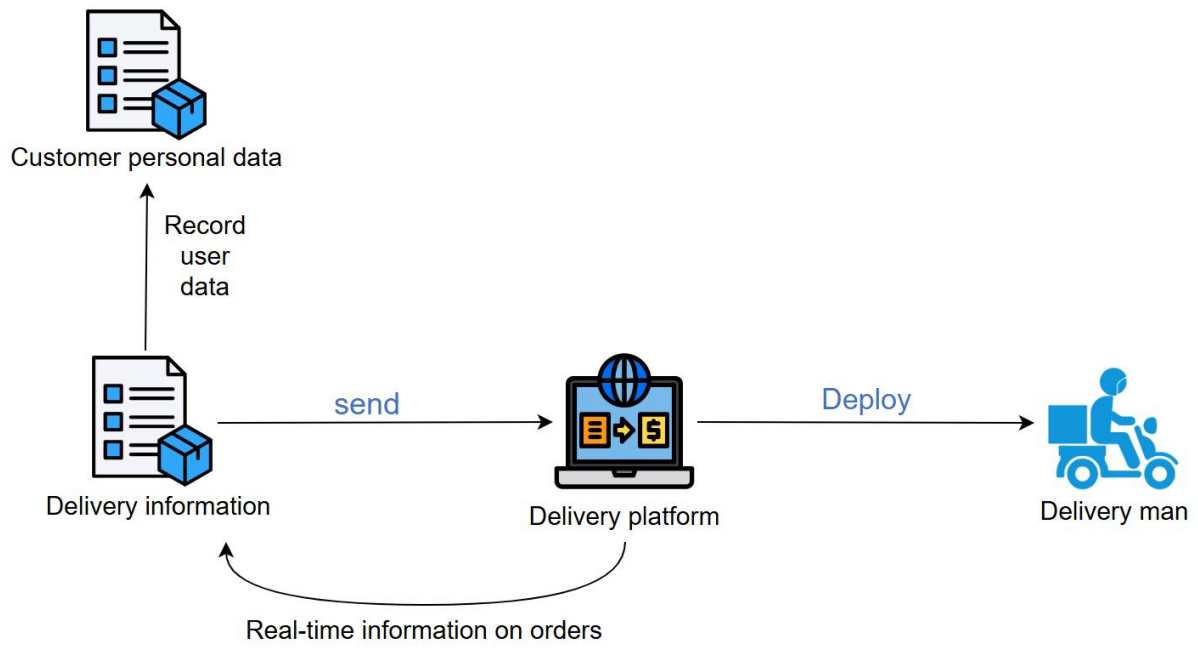 Customer personal data
Record
user
data
send
Deploy
Delivery information
Delivery platform
Delivery man
Real-time information on orders